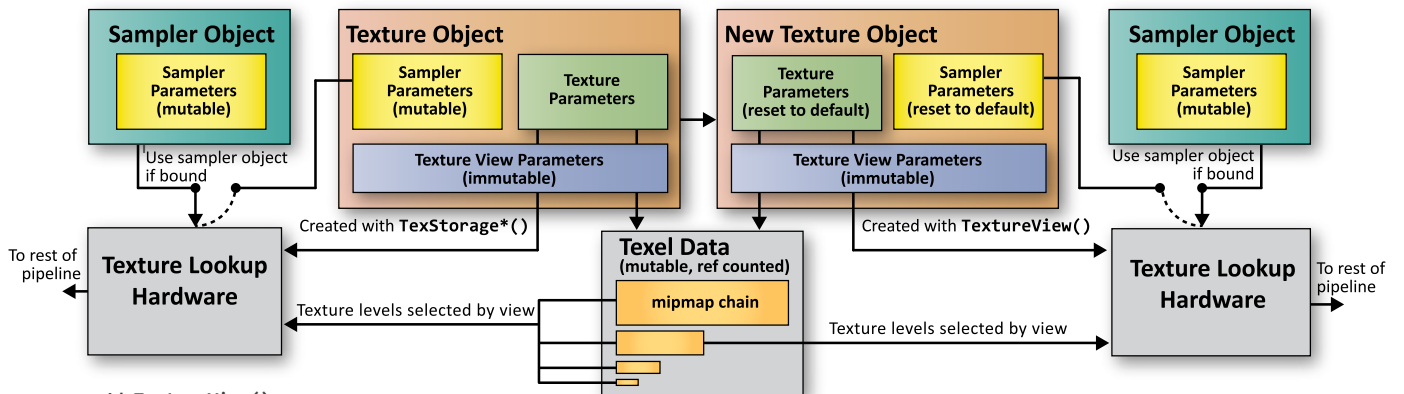 Sampler Object
Sampler
Parameters
(mutable)
Texture Object
Sampler
Parameters
(mutable)
Texture
Parameters
Texture View Parameters
(immutable)
New Texture Object
Texture
Parameters
(reset to default)
Sampler
Parameters
(reset to default)
Texture View Parameters
(immutable)
Sampler Object
Sampler
Parameters
(mutable)
Use sampler object
if bound
Use sampler object
if bound
Created with TexStorage*()
Created with TextureView()
To rest of
pipeline
Texture Lookup
Hardware
Texel Data
(mutable, ref counted)
mipmap chain
Texture levels selected by view
Texture levels selected by view
Texture Lookup
Hardware
To rest of
pipeline